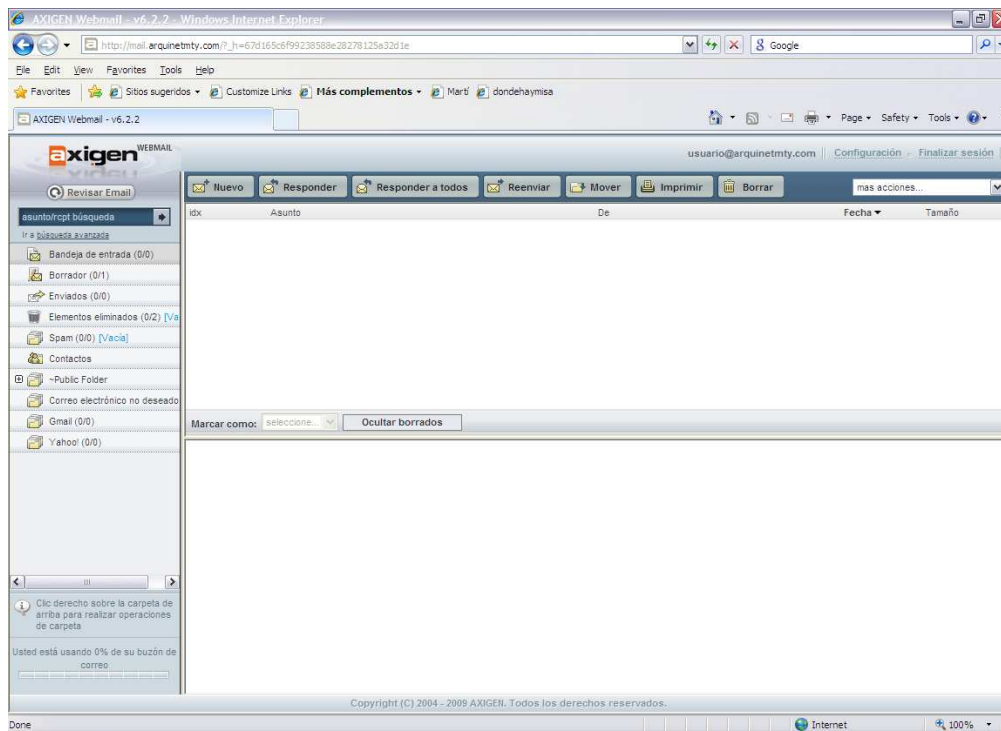 AXIGEN Webmail - v6.2.2 - Windows Internet Explorer
http://mail.arquinetmty.com/?_h=67d165c6f99238588e28278125a32d1e
Google
File Edit View Favorites Tools Help
Favorites Sitios sugeridos Customize Links Más complementos Martí dondehaymisa
AXIGEN Webmail - v6.2.2
Page Safety Tools
axigen WEBMAIL
usuario@arquinetmty.com || Configuración - Finalizar sesión
Revisar Email
Nuevo Responder Responder a todos Reenviar Mover Imprimir Borrar mas acciones...
asunto/rcpt búsqueda
idx Asunto De Fecha Tamaño
Ir a búsqueda avanzada
Bandeja de entrada (0/0)
Borrador (0/1)
Enviados (0/0)
Elementos eliminados (0/2) [Va
Spam (0/0) [Vacía]
Contactos
~Public Folder
Correo electrónico no deseado
Gmail (0/0)
Yahoo! (0/0)
Marcar como: seleccione... Ocultar borrados
Clic derecho sobre la carpeta de
arriba para realizar operaciones
de carpeta
Usted está usando 0% de su buzón de
correo
Copyright (C) 2004 - 2009 AXIGEN. Todos los derechos reservados.
Done Internet 100%